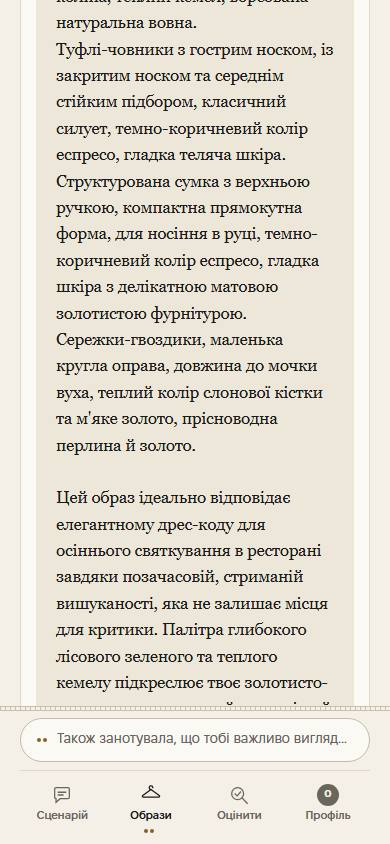 натуральна вовна.
Туфлі-човники з гострим носком, із
закритим носком та середнім
стійким підбором, класичний
силует, темно-коричневий колір
еспресо, гладка теляча шкіра.
Структурована сумка з верхньою
ручкою, компактна прямокутна
форма, для носіння в руці, темно-
коричневий колір еспресо, гладка
шкіра з делікатною матовою
золотистою фурнітурою.
Сережки-гвоздики, маленька
кругла оправа, довжина до мочки
вуха, теплий колір слонової кістки
та м'яке золото, прісноводна
перлина й золото.
Цей образ ідеально відповідає
елегантному дрес-коду для
осіннього святкування в ресторані
завдяки позачасовій, стриманій
вишуканості, яка не залишає місця
для критики. Палітра глибокого
лісового зеленого та теплого
кемелу підкреслює твоє золотисто-
Також занотувала, що тобі важливо вигляд...
Сценарій
Образи
Оцінити
О
Профіль